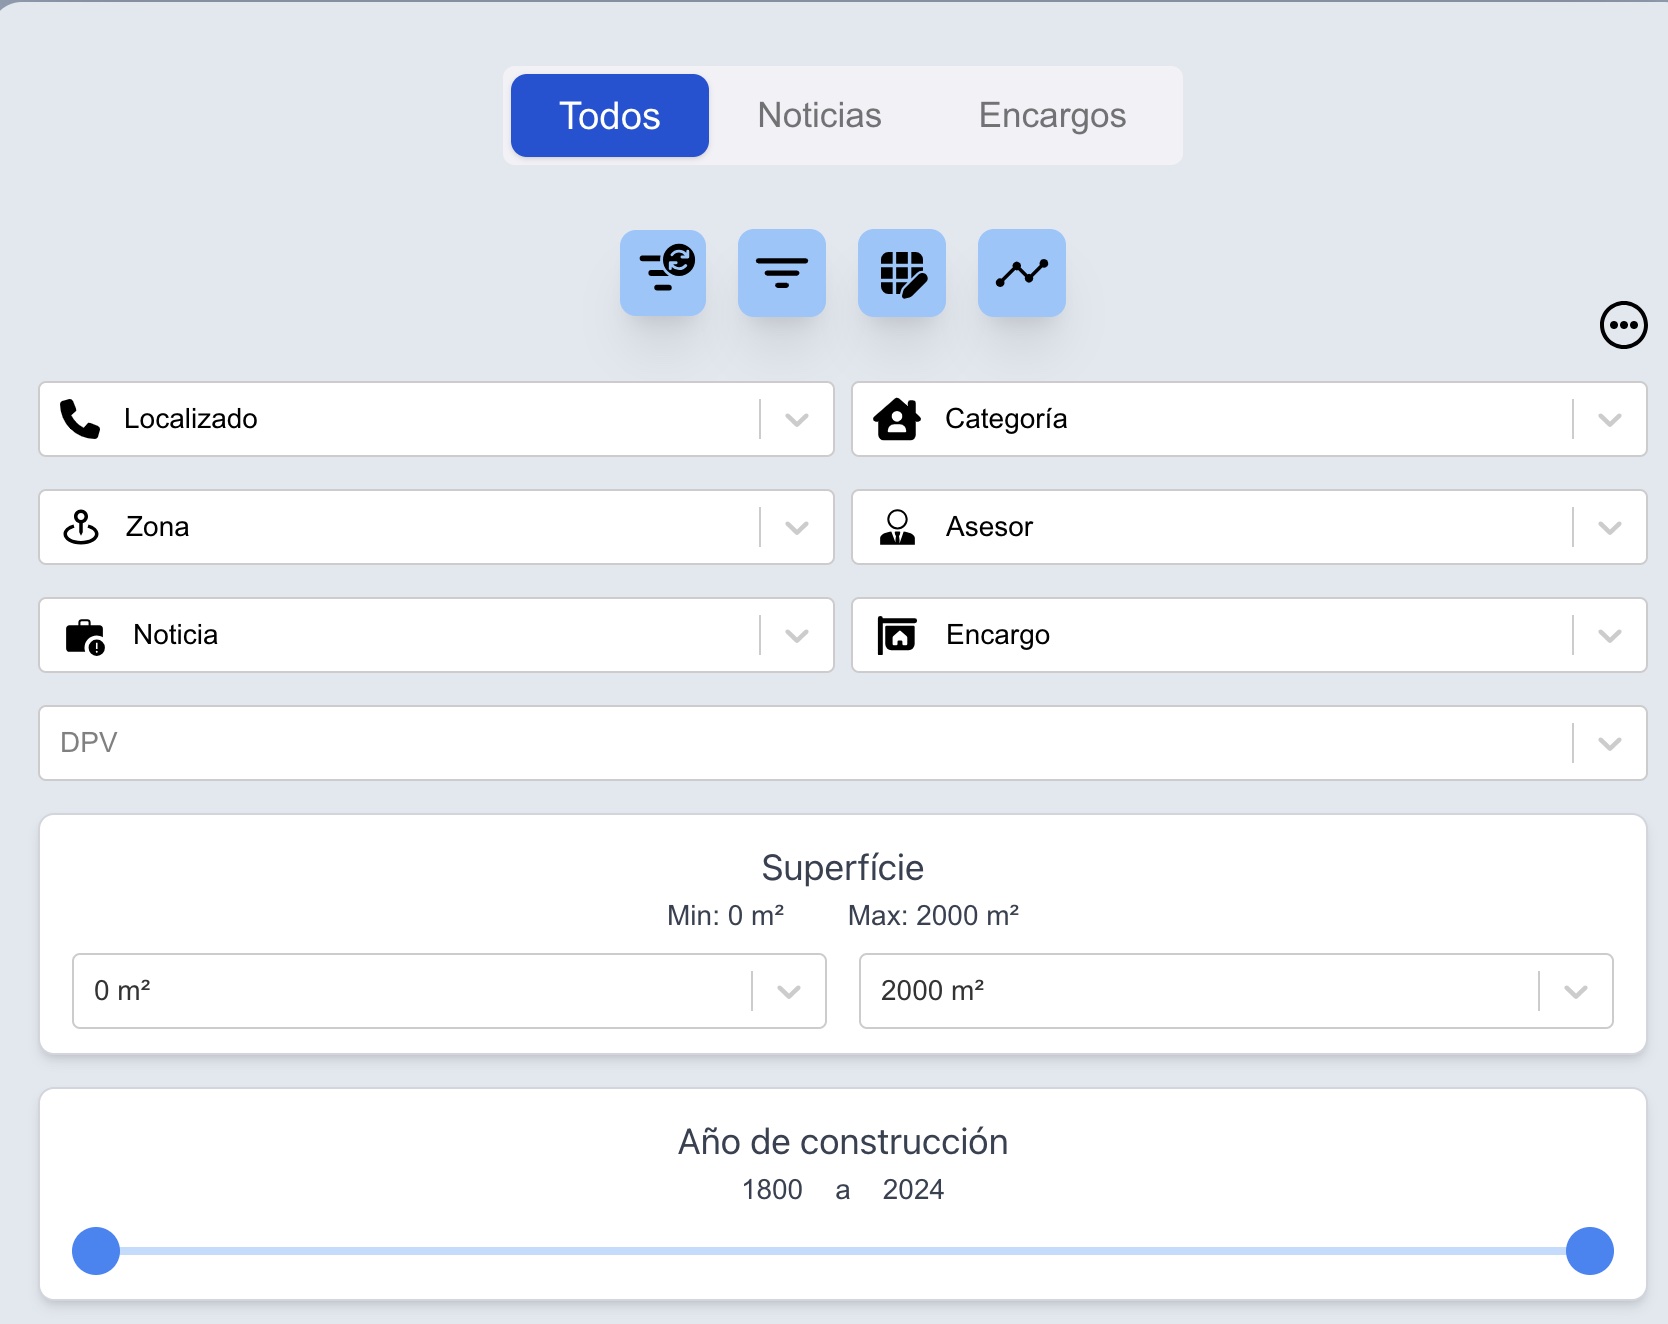 Todos Noticias Encargos
Localizado
Categoría
Zona
Asesor
Noticia
Encargo
DPV
Superfície
Min: 0 m² Max: 2000 m²
0 m²
2000 m²
Año de construcción
1800 a 2024